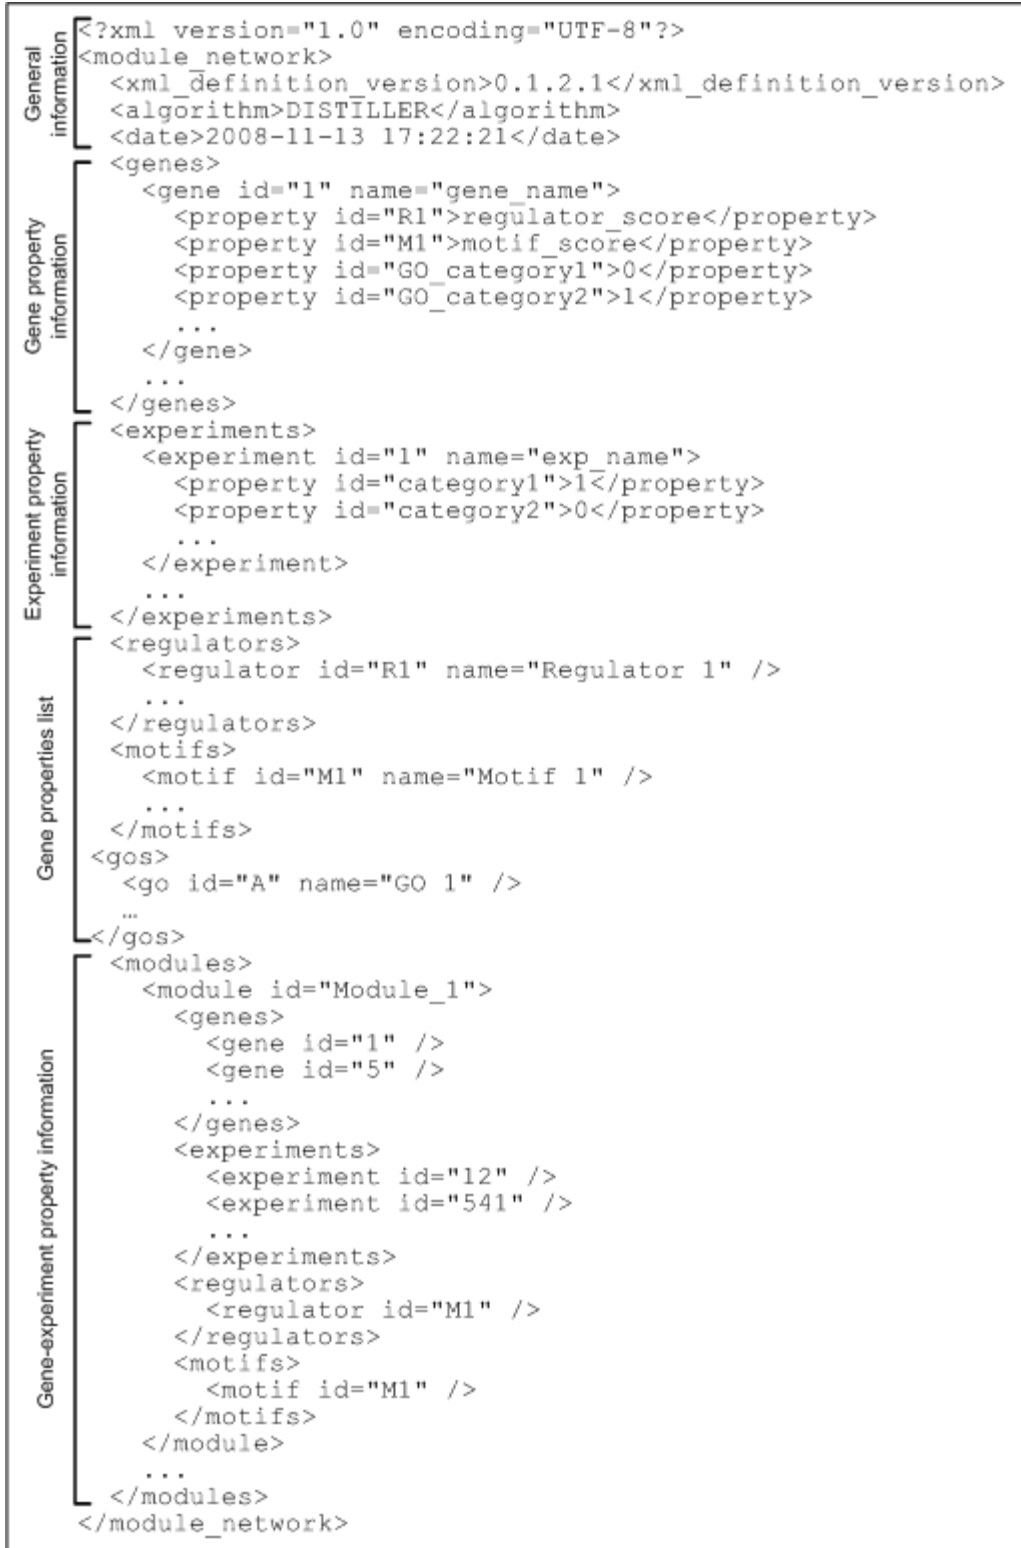 General
information
<?xml version="1.0" encoding="UTF-8"?>
<module_network>
<xml_definition_version>0.1.2.1</xml_definition_version>
<algorithm>DISTILLER</algorithm>
<date>2008-11-13 17:22:21</date>
Gene property
information
<genes>
<gene id="1" name="gene_name">
<property id="R1">regulator_score</property>
<property id="M1">motif_score</property>
<property id="GO_category1">0</property>
<property id="GO_category2">1</property>
...
</gene>
...
</genes>
Experiment property
information
<experiments>
<experiment id="1" name="exp_name">
<property id="category1">1</property>
<property id="category2">0</property>
...
</experiment>
...
</experiments>
Gene properties list
<regulators>
<regulator id="R1" name="Regulator 1" />
...
</regulators>
<motifs>
<motif id="M1" name="Motif 1" />
...
</motifs>
<gos>
<go id="A" name="GO 1" />
...
</gos>
Gene-experiment property information
<modules>
<module id="Module_1">
<genes>
<gene id="1" />
<gene id="5" />
...
</genes>
<experiments>
<experiment id="12" />
<experiment id="541" />
...
</experiments>
<regulators>
<regulator id="M1" />
</regulators>
<motifs>
<motif id="M1" />
</motifs>
</module>
...
</modules>
</module_network>